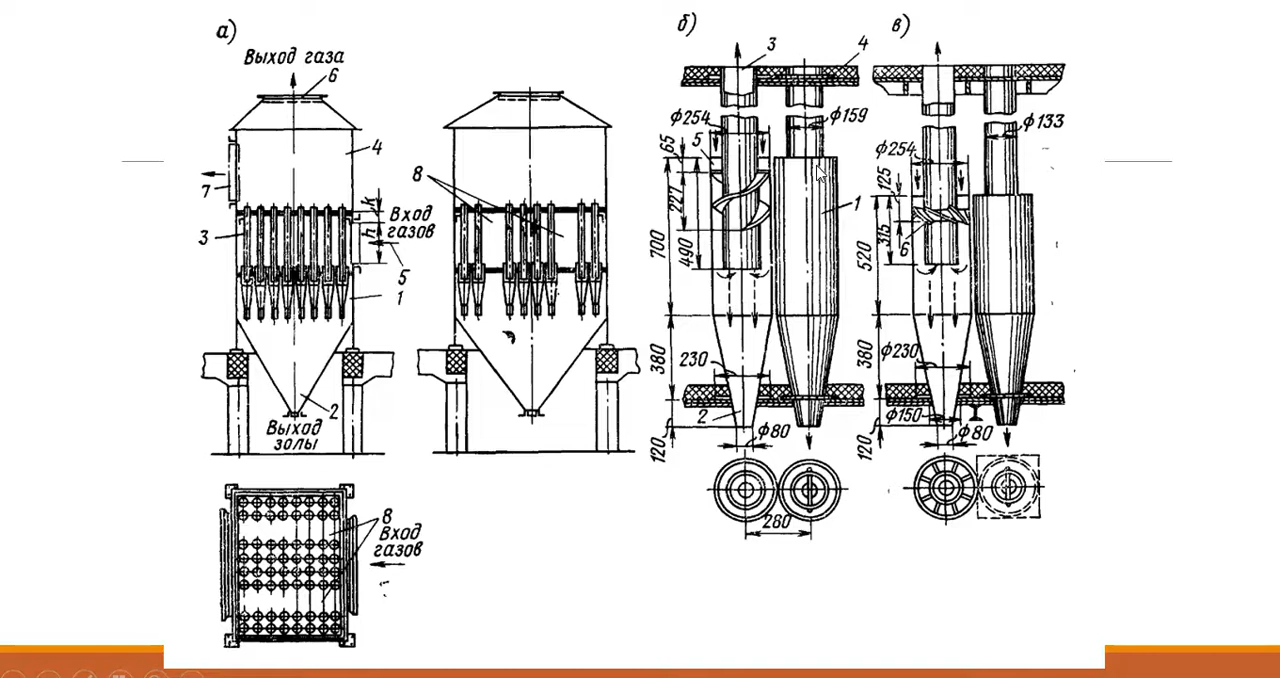 а)
Выход газа
6
4
7
3
k
h
Вход
газов
5
1
2
Выход
золы
8
8
Вход
газов
б)
3
4
ф254
ф159
65
5
227
490
700
1
380
230
2
120
ф80
280
в)
ф254
ф133
125
315
6
520
380
ф230
ф150
120
ф80